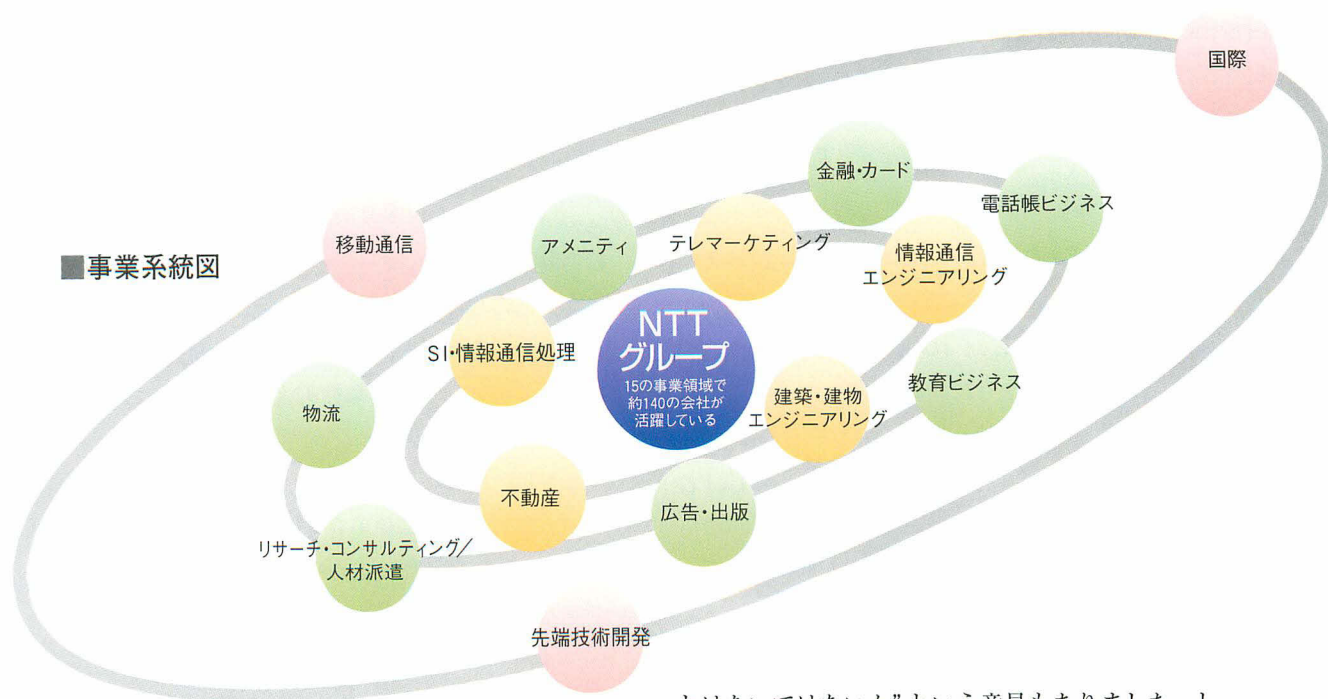 国際
金融・カード
電話帳ビジネス
移動通信
アメニティ
テレマーケティング
情報通信
エンジニアリング
■事業系統図
NTT
グループ
15の事業領域で
約140の会社が
活躍している
SI・情報通信処理
教育ビジネス
建築・建物
エンジニアリング
物流
不動産
広告・出版
リサーチ・コンサルティング/
人材派遣
先端技術開発